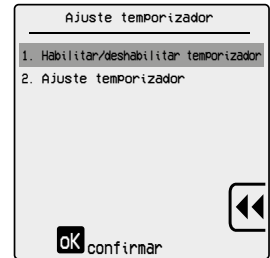 Ajuste temporizador
1. Habilitar/deshabilitar temporizador
2. Ajuste temporizador
OK confirmar